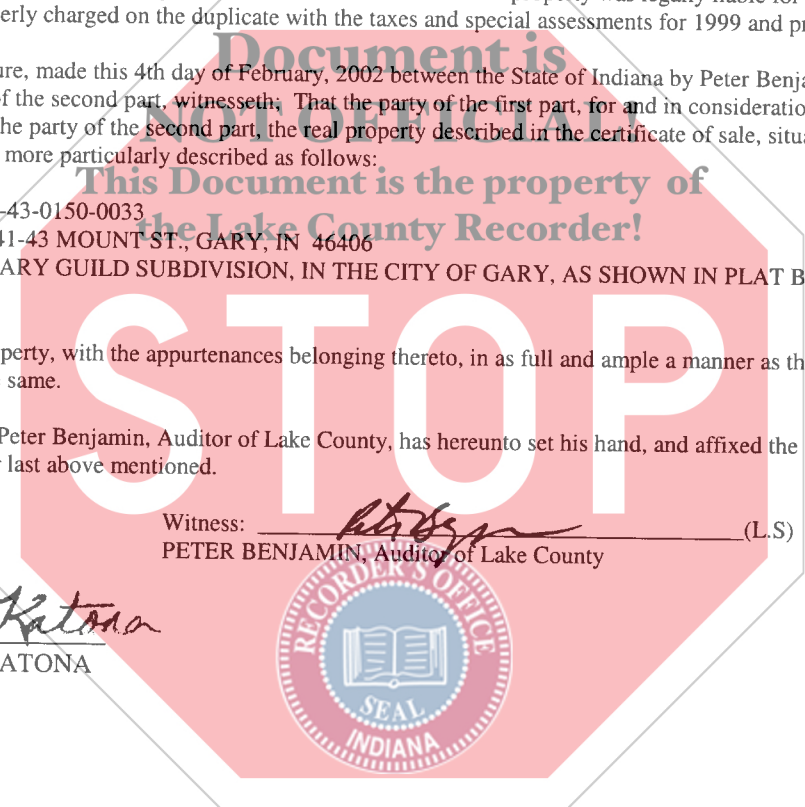 erly charged on the duplicate with the taxes and special assessments for 1999 and pr
Document is
ure, made this 4th day of February, 2002 between the State of Indiana by Peter Benja
f the second part, witnesseth; That the party of the first part, for and in consideratio
NOT OFFICIAL!
he party of the second part, the real property described in the certificate of sale, situa
more particularly described as follows:
This Document is the property of
-43-0150-0033
the Lake County Recorder!
41-43 MOUNT ST., GARY, IN 46406
ARY GUILD SUBDIVISION, IN THE CITY OF GARY, AS SHOWN IN PLAT B
STOP
perty, with the appurtenances belonging thereto, in as full and ample a manner as th
same.
Peter Benjamin, Auditor of Lake County, has hereunto set his hand, and affixed the
last above mentioned.
Witness: (L.S)
PETER BENJAMIN, Auditor of Lake County
Katona
ATONA
RECORDER'S OFFICE
SEAL
INDIANA